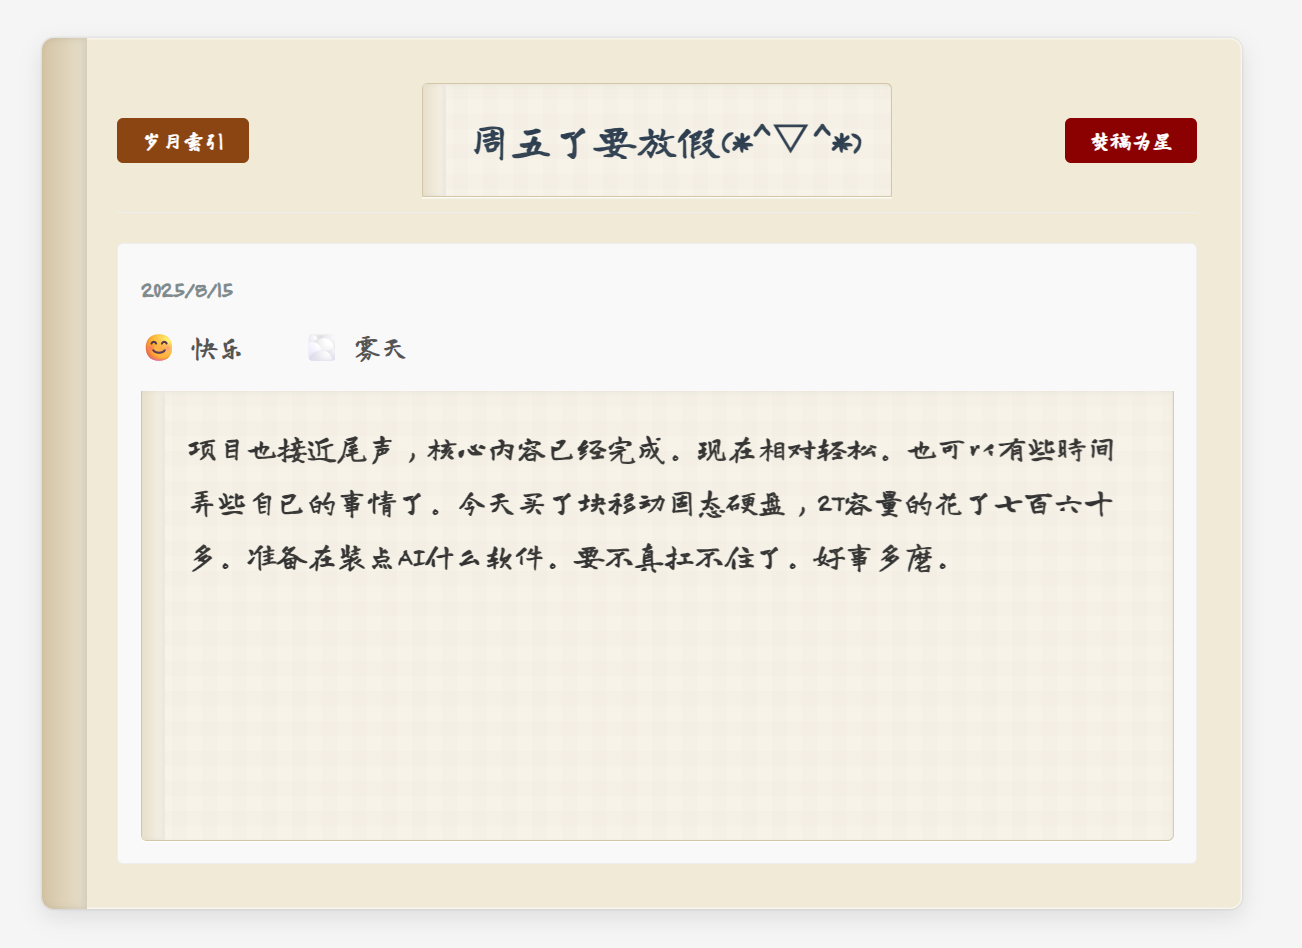 岁月索引
周五了要放假(*^▽^*)
焚稿为星
2025/8/15
快乐
雾天
项目也接近尾声，核心内容已经完成。现在相对轻松。也可以有些時间
弄些自己的事情了。今天买了块移动固态硬盘，2T容量的花了七百六十
多。准备在装点AI什么软件。要不真扛不住了。好事多磨。